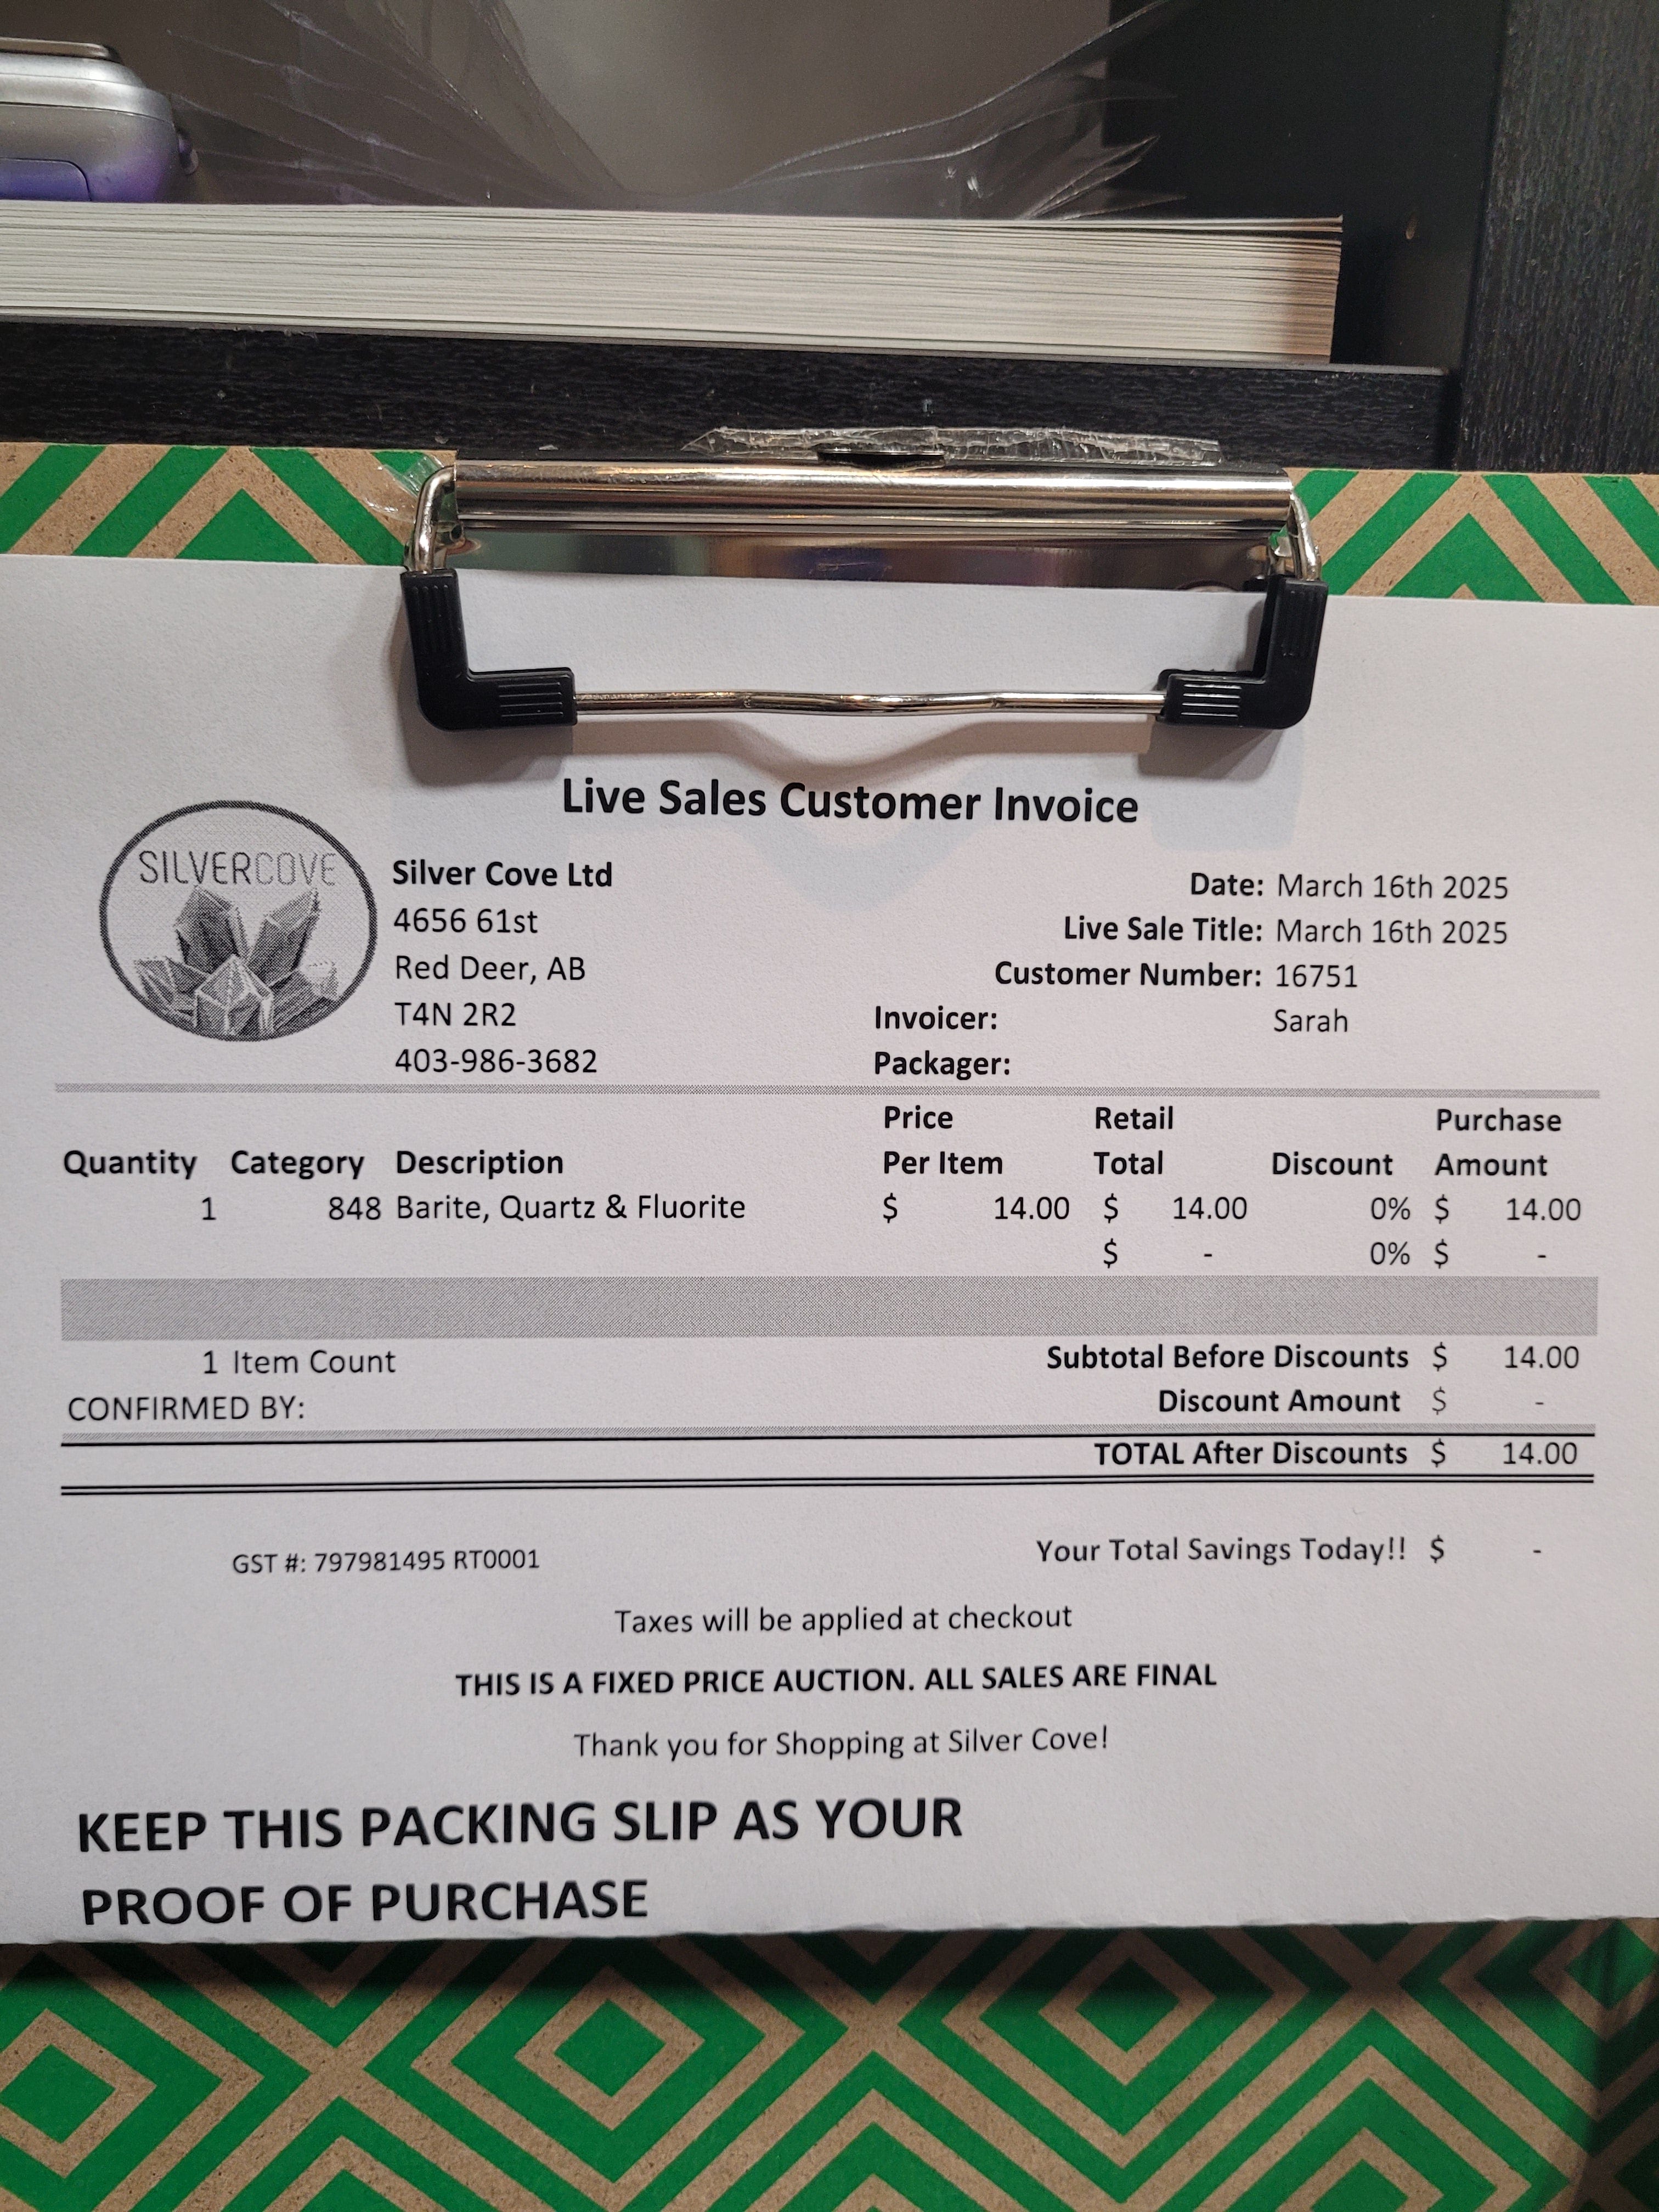 Live Sales Customer Invoice
SILVERCOVE
Silver Cove Ltd
4656 61st
Red Deer, AB
T4N 2R2
403-986-3682
Date: March 16th 2025
Live Sale Title: March 16th 2025
Customer Number: 16751
Invoicer: Sarah
Packager:
Quantity Category Description Price Per Item Retail Total Discount Purchase Amount
1 848 Barite, Quartz & Fluorite $ 14.00 $ 14.00 0% $ 14.00
$ - 0% $ -
1 Item Count Subtotal Before Discounts $ 14.00
CONFIRMED BY: Discount Amount $ -
TOTAL After Discounts $ 14.00
GST #: 797981495 RT0001 Your Total Savings Today!! $ -
Taxes will be applied at checkout
THIS IS A FIXED PRICE AUCTION. ALL SALES ARE FINAL
Thank you for Shopping at Silver Cove!
KEEP THIS PACKING SLIP AS YOUR
PROOF OF PURCHASE